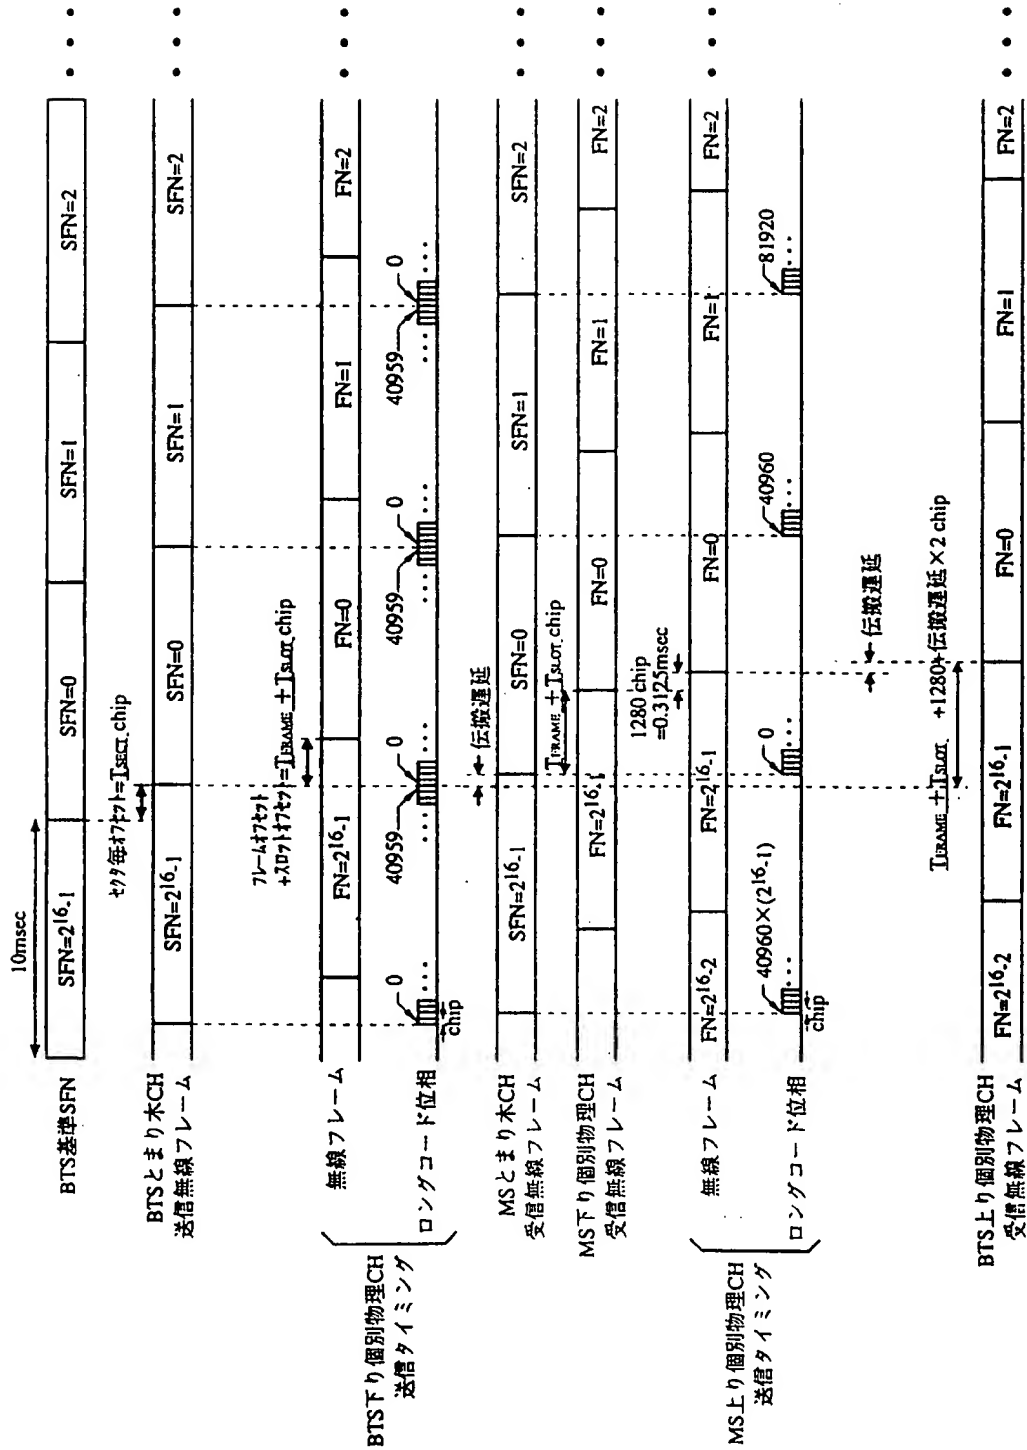 10msec
BTS基準SFN
SFN=2^16-1
SFN=0
SFN=1
SFN=2
セクタ毎オフセット=TSECT chip
BTSとまり木CH
送信無線フレーム
SFN=2^16-1
SFN=0
SFN=1
SFN=2
フレームオフセット
+スロットオフセット=TFRAME+TSLOT chip
BTS下り個別物理CH
送信タイミング
無線フレーム
FN=2^16-1
FN=0
FN=1
FN=2
ロングコード位相
0
...
chip
...
40959
0
...
...
40959
0
...
...
40959
0
...
伝搬遅延
MSとまり木CH
受信無線フレーム
SFN=2^16-1
SFN=0
SFN=1
SFN=2
TFRAME+TSLOT chip
MS下り個別物理CH
受信無線フレーム
FN=2^16-1
FN=0
FN=1
FN=2
1280 chip
=0.3125msec
MS上り個別物理CH
送信タイミング
無線フレーム
FN=2^16-2
FN=2^16-1
FN=0
FN=1
FN=2
ロングコード位相
40960×(2^16-1)
...
chip
0
...
40960
...
81920
...
伝搬遅延
TFRAME+TSLOT +1280+伝搬遅延×2 chip
BTS上り個別物理CH
受信無線フレーム
FN=2^16-2
FN=2^16-1
FN=0
FN=1
FN=2